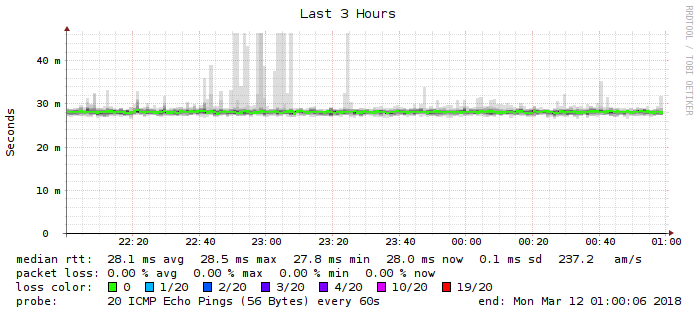 Last 3 Hours
RRDTOOL / TOBI OETIKER
Seconds
40 m
30 m
20 m
10 m
0
22:20 22:40 23:00 23:20 23:40 00:00 00:20 00:40 01:00
median rtt: 28.1 ms avg 28.5 ms max 27.8 ms min 28.0 ms now 0.1 ms sd 237.2 am/s
packet loss: 0.00 % avg 0.00 % max 0.00 % min 0.00 % now
loss color: 0 1/20 2/20 3/20 4/20 10/20 19/20
probe: 20 ICMP Echo Pings (56 Bytes) every 60s end: Mon Mar 12 01:00:06 2018